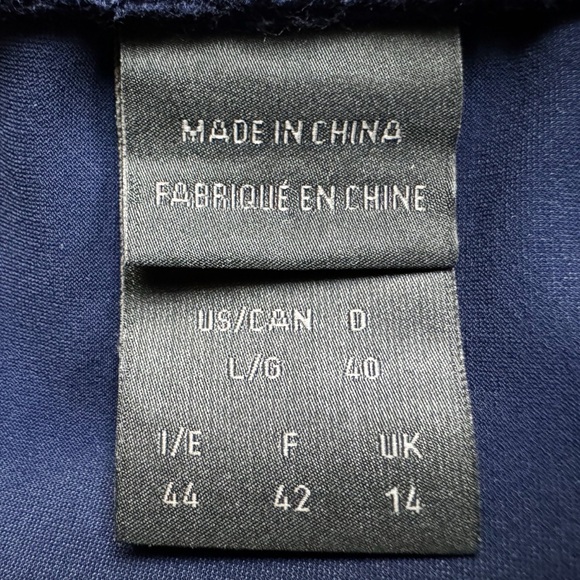 MADE IN CHINA
FABRIQUÉ EN CHINE
US/CAN D
L/G 40
I/E F UK
44 42 14